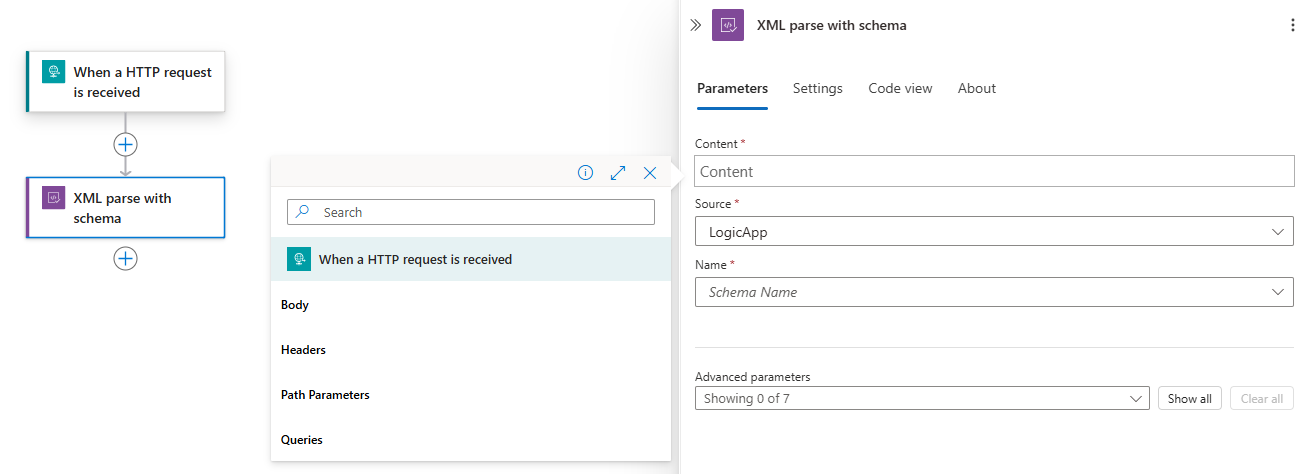 When a HTTP request
is received
XML parse with
schema
Search
When a HTTP request is received
Body
Headers
Path Parameters
Queries
XML parse with schema
Parameters Settings Code view About
Content *
Content
Source *
LogicApp
Name *
Schema Name
Advanced parameters
Showing 0 of 7 Show all Clear all